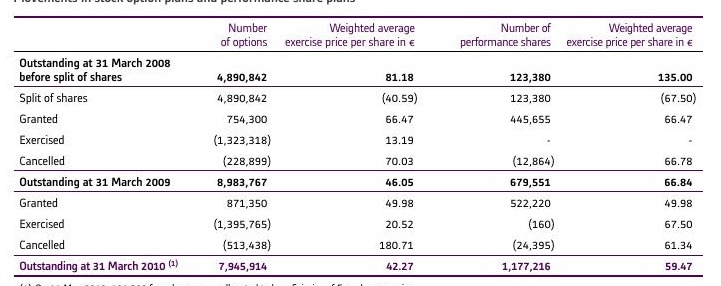 Movements in stock option plans and performance share plans
Number of options Weighted average exercise price per share in € Number of performance shares Weighted average exercise price per share in €
Outstanding at 31 March 2008
before split of shares 4,890,842 81.18 123,380 135.00
Split of shares 4,890,842 (40.59) 123,380 (67.50)
Granted 754,300 66.47 445,655 66.47
Exercised (1,323,318) 13.19 - -
Cancelled (228,899) 70.03 (12,864) 66.78
Outstanding at 31 March 2009 8,983,767 46.05 679,551 66.84
Granted 871,350 49.98 522,220 49.98
Exercised (1,395,765) 20.52 (160) 67.50
Cancelled (513,438) 180.71 (24,395) 61.34
Outstanding at 31 March 2010 (1) 7,945,914 42.27 1,177,216 59.47